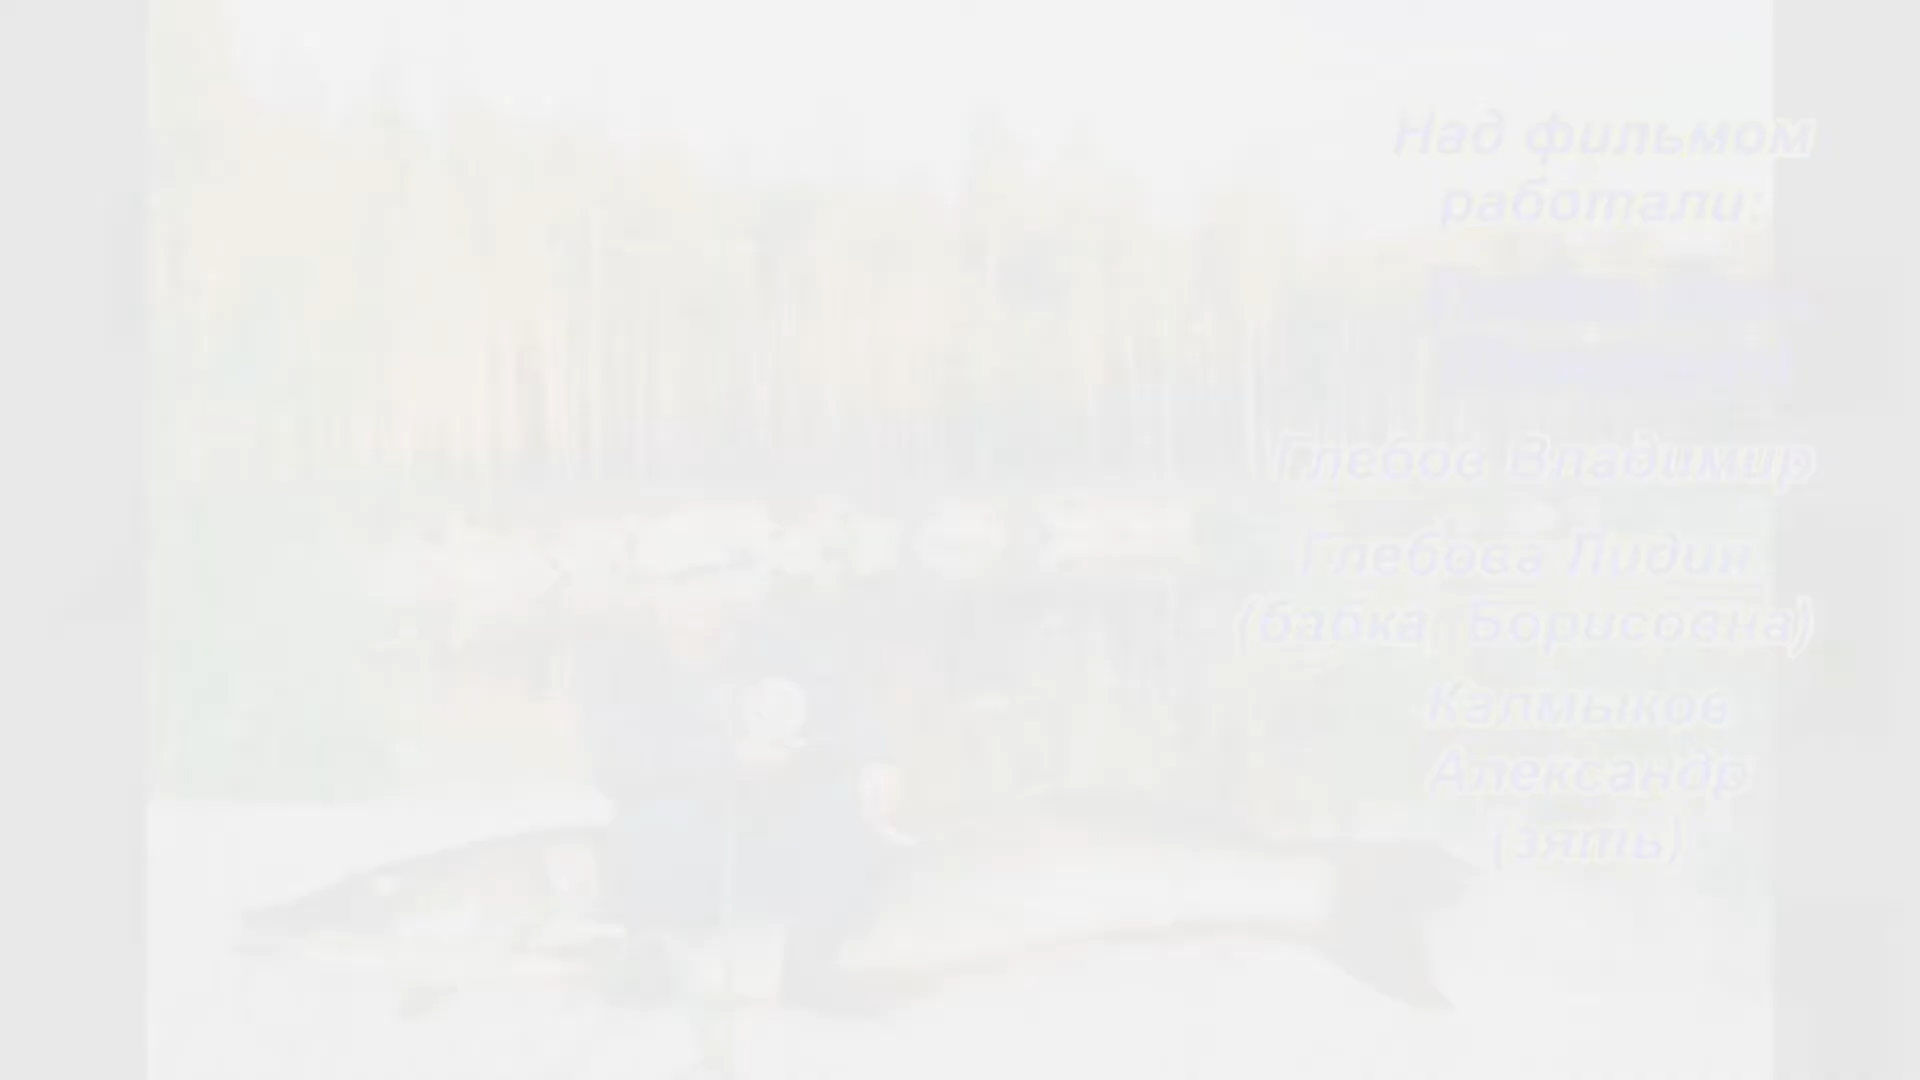 Над фильмом
работали:
Глебов Владимир
Глебова Лидия
(бабка, Борисовна)
Калмыков
Александр
(зять)